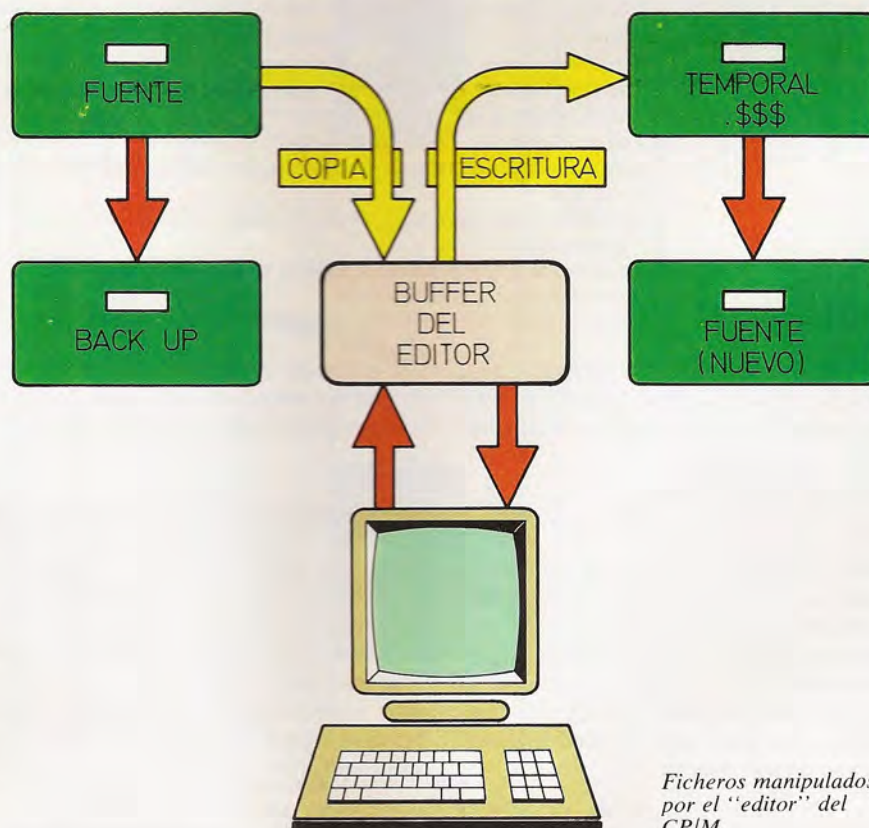 FUENTE
TEMPORAL
.$$$
COPIA
ESCRITURA
BACK UP
BUFFER
DEL
EDITOR
FUENTE
(NUEVO)
Ficheros manipulados
por el "editor" del
CP/M